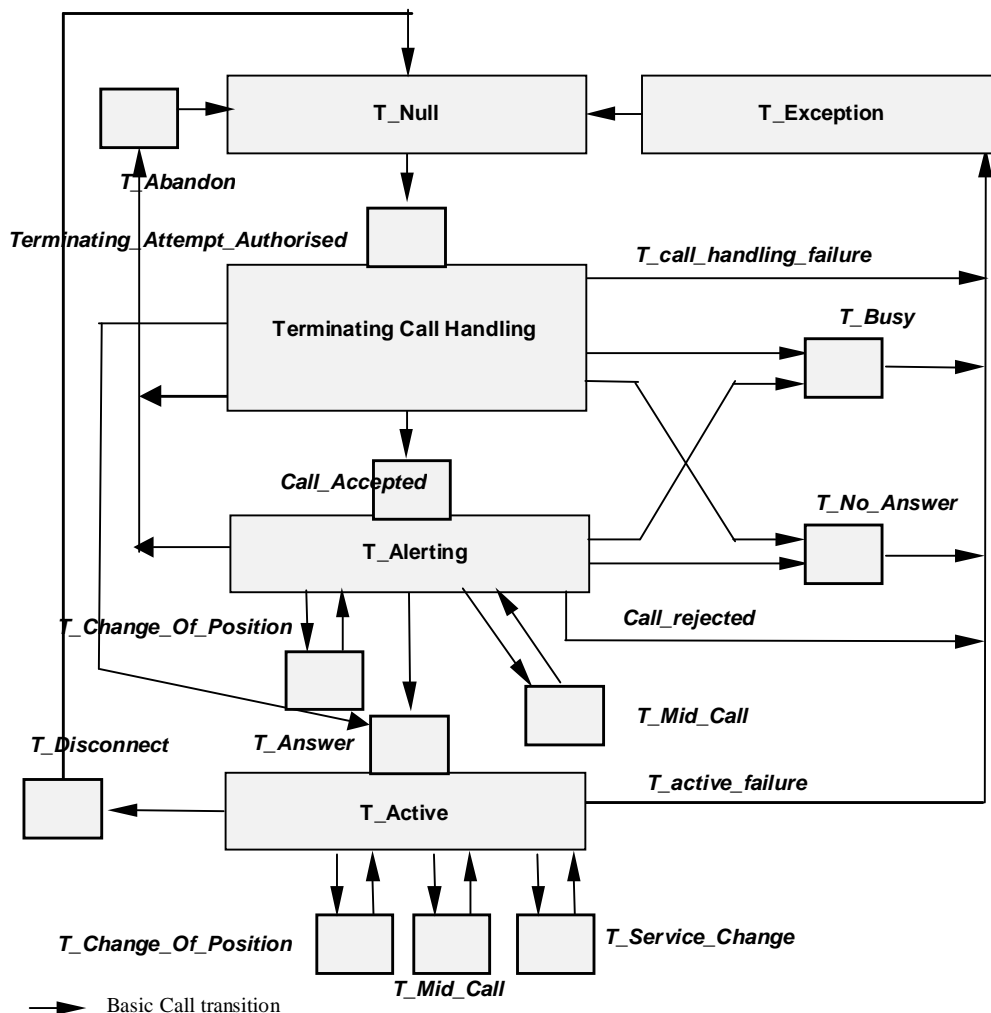 T_Null
T_Exception
T_Abandon
Terminating_Attempt_Authorised
T_call_handling_failure
Terminating Call Handling
T_Busy
Call_Accepted
T_No_Answer
T_Alerting
Call_rejected
T_Change_Of_Position
T_Mid_Call
T_Disconnect
T_Answer
T_active_failure
T_Active
T_Change_Of_Position
T_Service_Change
T_Mid_Call
Basic Call transition